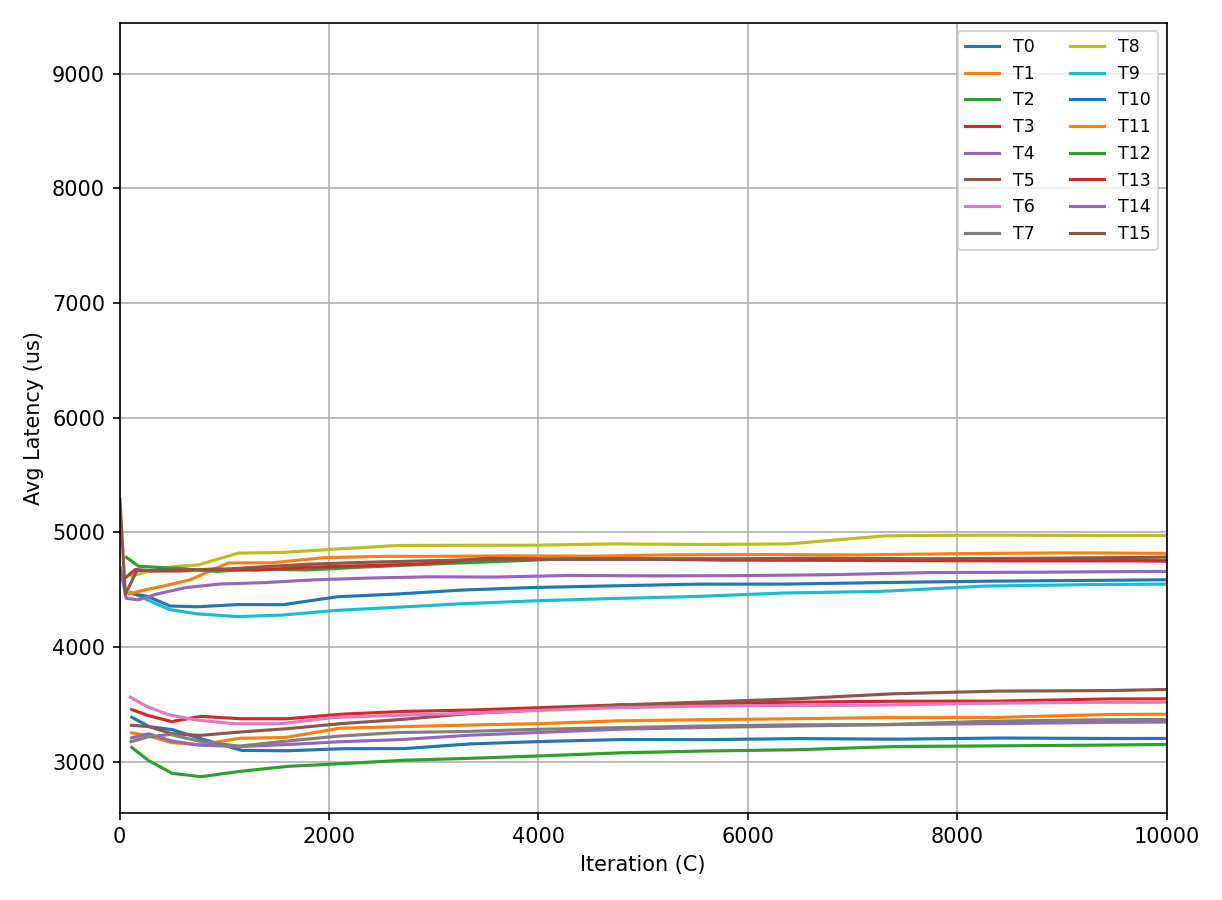 9000
8000
7000
6000
5000
4000
3000
Avg Latency (us)
0
2000
4000
6000
8000
10000
Iteration (C)
T0
T1
T2
T3
T4
T5
T6
T7
T8
T9
T10
T11
T12
T13
T14
T15